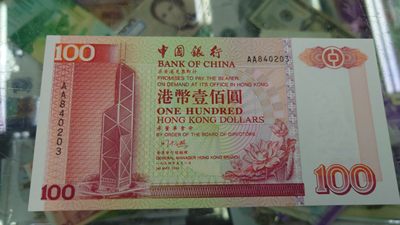 100
中國銀行
BANK OF CHINA
AA840203
PROMISES TO PAY THE BEARER
ON DEMAND AT ITS OFFICE IN HONG KONG
港幣壹佰圓
ONE HUNDRED
HONG KONG DOLLARS
BY ORDER OF THE BOARD OF DIRECTORS
GENERAL MANAGER HONG KONG BRANCH
AA840203
100
100